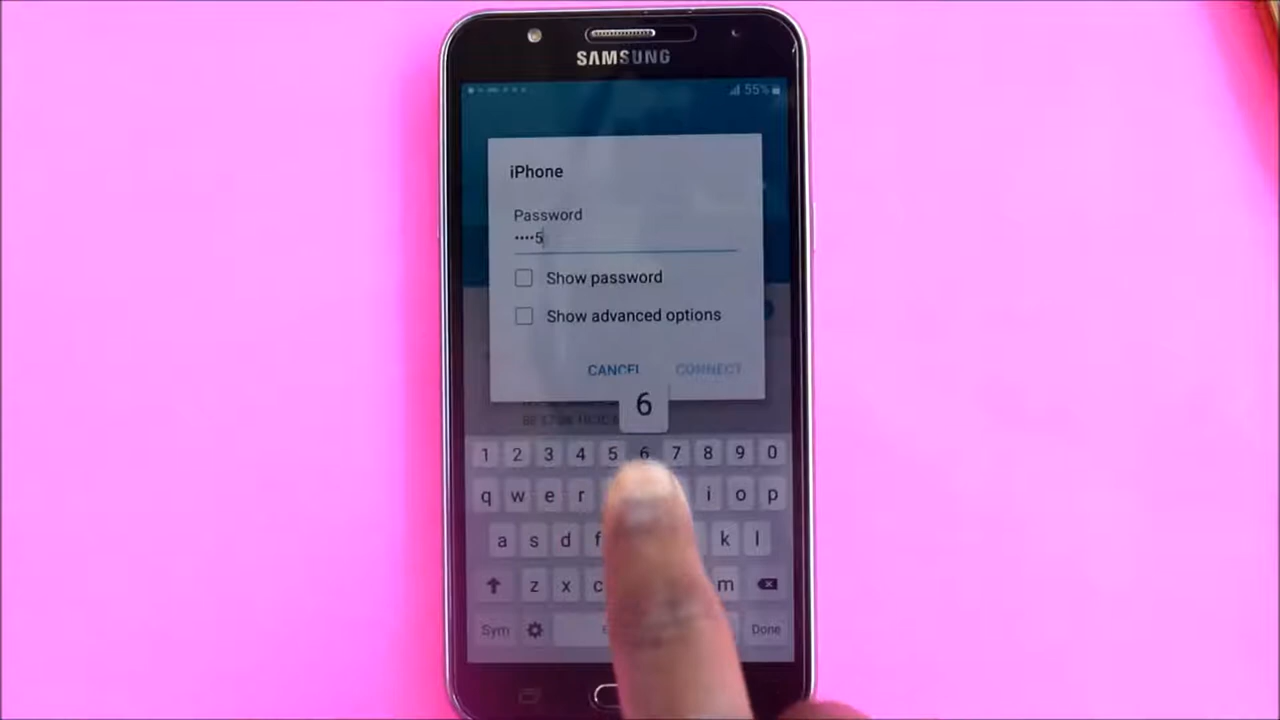 SAMSUNG
55%
iPhone
Password
••••5
Show password
Show advanced options
CANCEL CONNECT
6
1 2 3 4 5 6 7 8 9 0
q w e r i o p
a s d f k l
z x c m
Sym Done